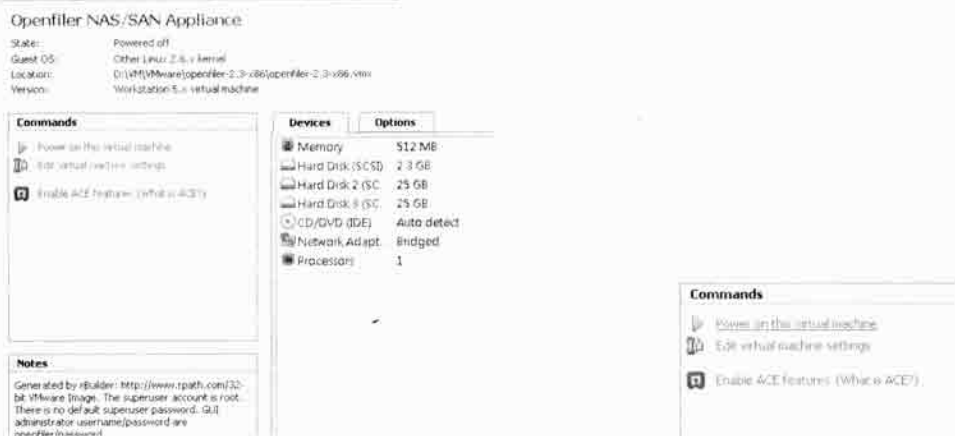 Openfiler NAS/SAN Appliance
State: Powered off
Guest OS: Other Linux 2.6.x kernel
Location: D:\VM\VMware\openfiler-2.3-x86\openfiler-2.3-x86.vmx
Version: Workstation 5.x virtual machine
Commands
Power on this virtual machine
Edit virtual machine settings
Enable ACE features (What is ACE?)
Devices Options
Memory 512 MB
Hard Disk (SCSI) 2.3 GB
Hard Disk 2 (SC... 25 GB
Hard Disk 3 (SC... 25 GB
CD/DVD (IDE) Auto detect
Network Adapt... Bridged
Processors 1
Notes
Generated by rBuilder: http://www.rpath.com/32-
bit VMware Image. The superuser account is root.
There is no default superuser password. GUI
administrator username/password are
openfiler/password
Commands
Power on this virtual machine
Edit virtual machine settings
Enable ACE features (What is ACE?)